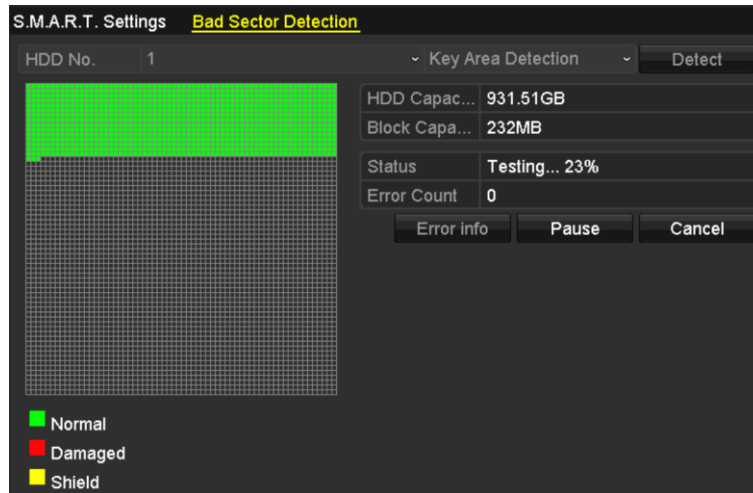 S.M.A.R.T. Settings Bad Sector Detection
HDD No. 1 Key Area Detection Detect
HDD Capac... 931.51GB
Block Capa... 232MB
Status Testing... 23%
Error Count 0
Error info Pause Cancel
Normal
Damaged
Shield